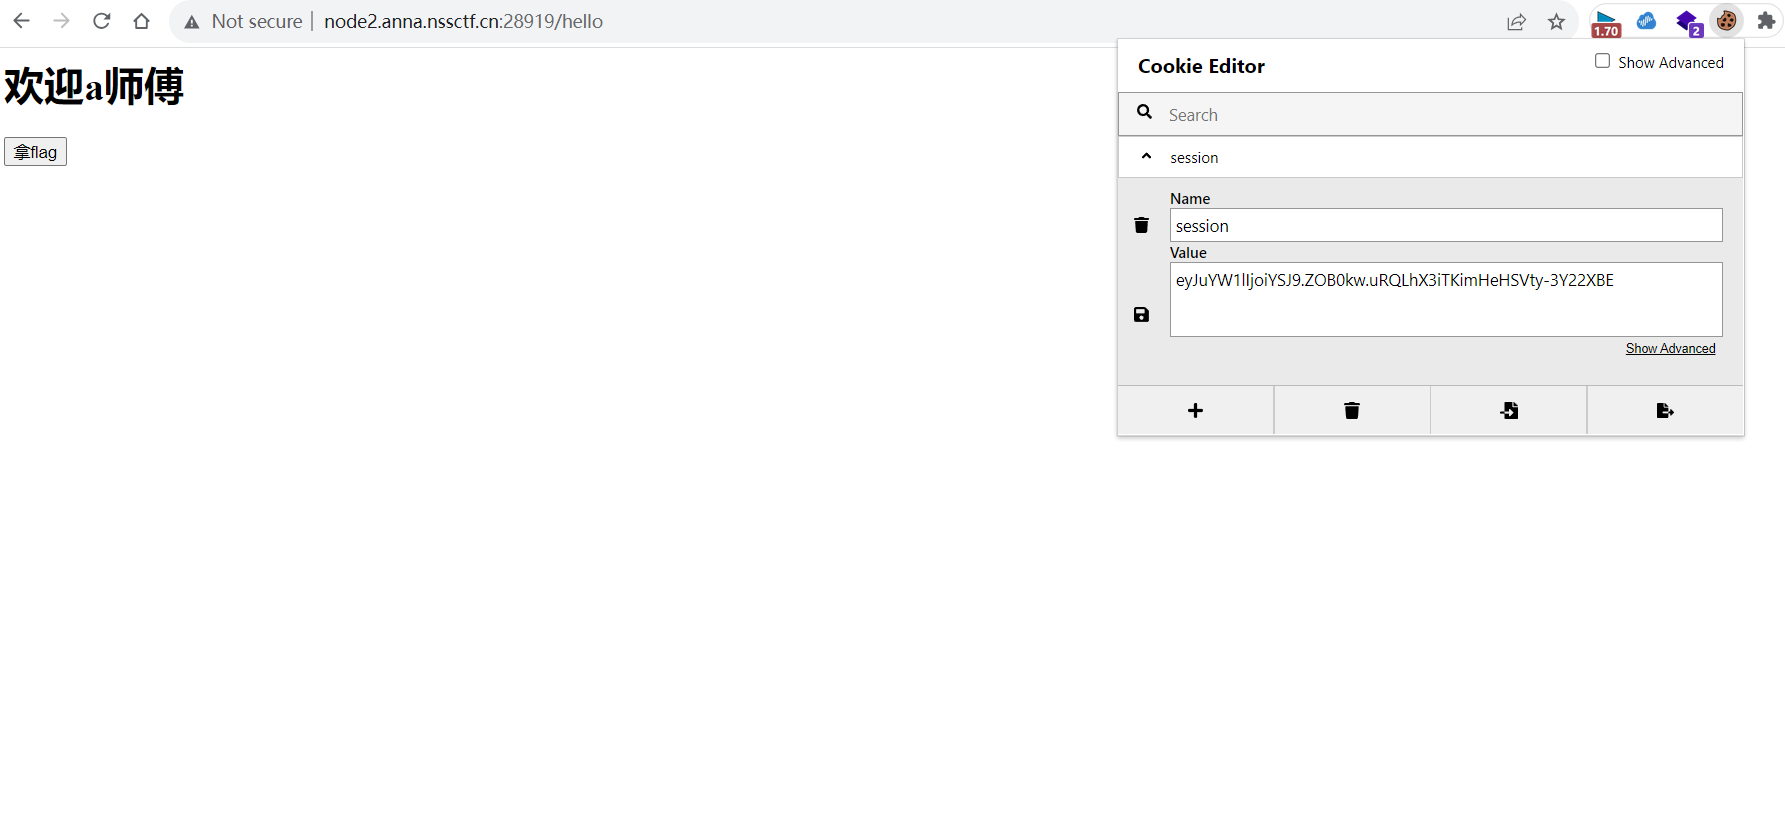 Not secure | node2.anna.nssctf.cn:28919/hello
1.70
2
欢迎a师傅
拿flag
Cookie Editor
Show Advanced
Search
session
Name
session
Value
eyJuYW1lIjoiYSJ9.ZOB0kw.uRQLhX3iTKimHeHSVty-3Y22XBE
Show Advanced